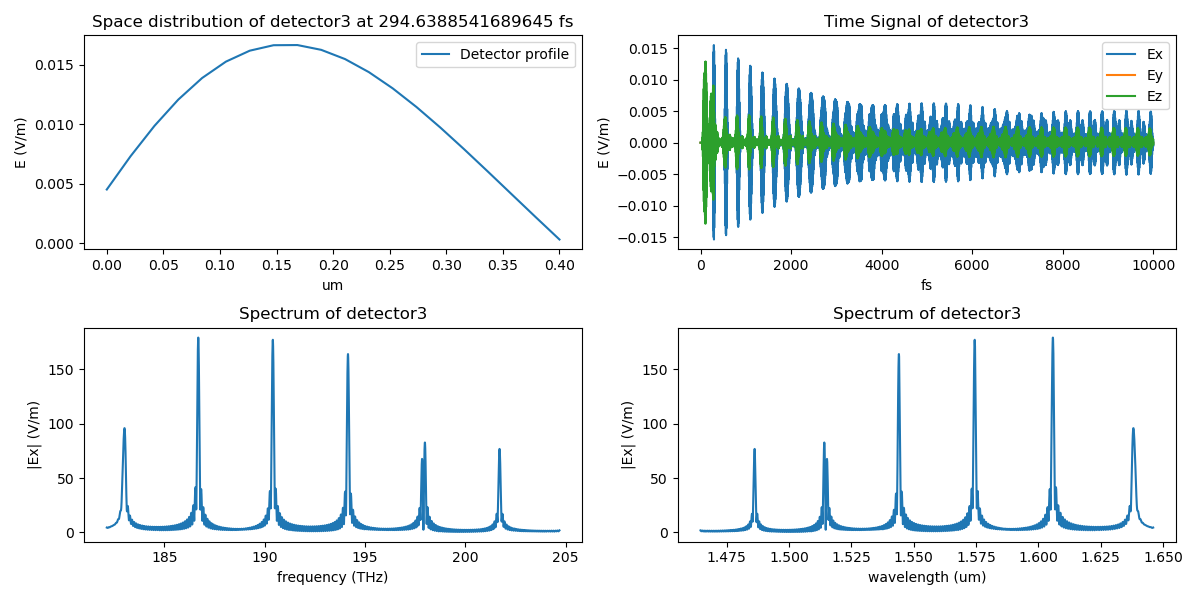 Space distribution of detector3 at 294.6388541689645 fs
Detector profile
E (V/m)
0.015
0.010
0.005
0.000
0.00 0.05 0.10 0.15 0.20 0.25 0.30 0.35 0.40
um
Time Signal of detector3
Ex
Ey
Ez
E (V/m)
0.015
0.010
0.005
0.000
−0.005
−0.010
−0.015
0 2000 4000 6000 8000 10000
fs
Spectrum of detector3
|Ex| (V/m)
150
100
50
0
185 190 195 200 205
frequency (THz)
Spectrum of detector3
|Ex| (V/m)
150
100
50
0
1.475 1.500 1.525 1.550 1.575 1.600 1.625 1.650
wavelength (um)